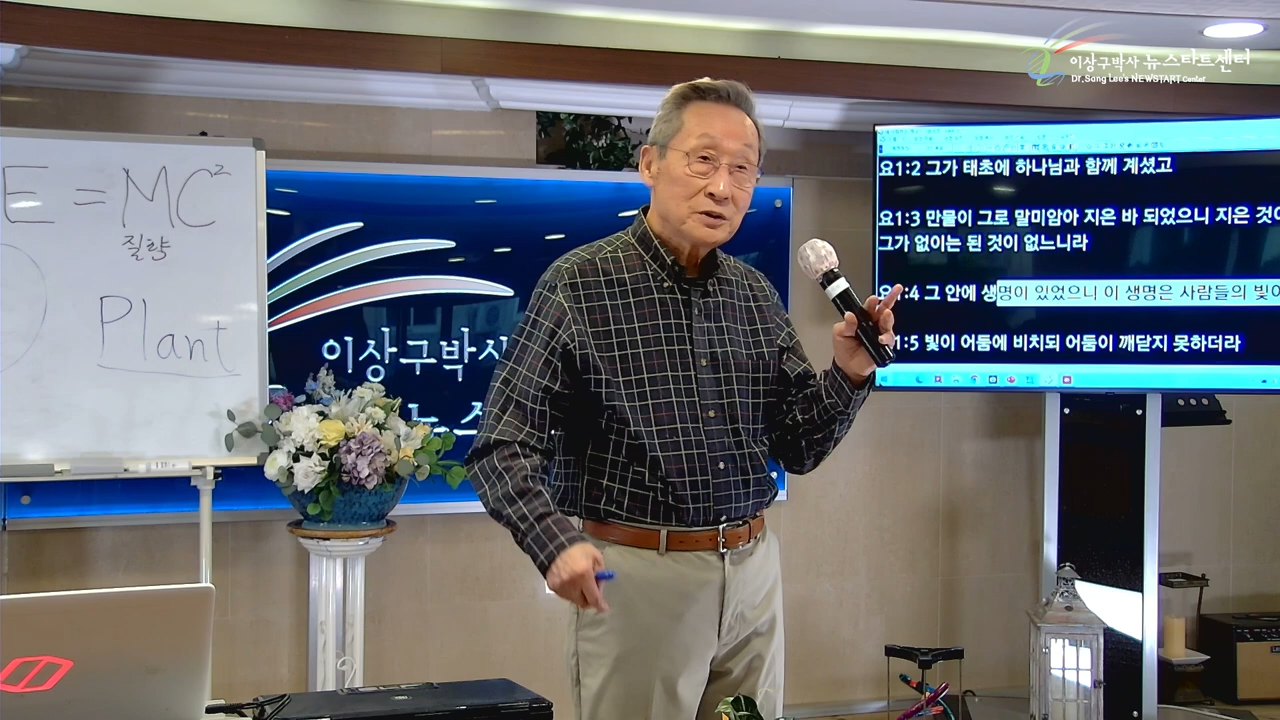 이상구박사 뉴스타트센터
Dr. Sang Lee's NEWSTART Center
E = MC²
질략
Plant
이상구박사
뉴스
요1:2 그가 태초에 하나님과 함께 계셨고
요1:3 만물이 그로 말미암아 지은 바 되었으니 지은 것이
그가 없이는 된 것이 없느니라
요1:4 그 안에 생명이 있었으니 이 생명은 사람들의 빛이
1:5 빛이 어둠에 비치되 어둠이 깨닫지 못하더라